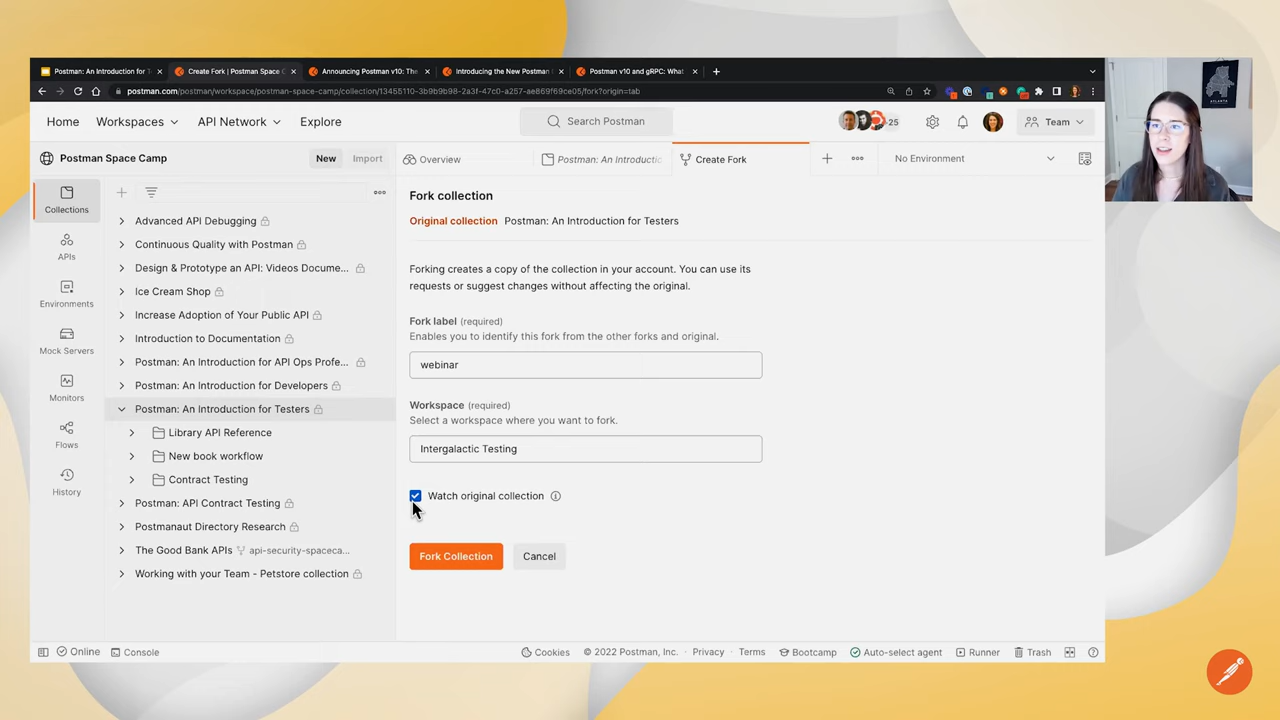 Postman: An Introduction for T
Create Fork | Postman Space C
Announcing Postman v10: The
Introducing the New Postman
Postman v10 and gRPC: What
postman.com/postman/workspace/postman-space-camp/collection/13455110-3b9b9b98-2a3f-47c0-a257-ae869f69ce05/fork?origin=tab
Home
Workspaces
API Network
Explore
Search Postman
+25
Team
Postman Space Camp
New
Import
Overview
Postman: An Introductic
Create Fork
No Environment
Collections
APIs
Environments
Mock Servers
Monitors
Flows
History
Advanced API Debugging
Continuous Quality with Postman
Design & Prototype an API: Videos Docume...
Ice Cream Shop
Increase Adoption of Your Public API
Introduction to Documentation
Postman: An Introduction for API Ops Profe...
Postman: An Introduction for Developers
Postman: An Introduction for Testers
Library API Reference
New book workflow
Contract Testing
Postman: API Contract Testing
Postmanaut Directory Research
The Good Bank APIs api-security-spaceca...
Working with your Team - Petstore collection
Fork collection
Original collection Postman: An Introduction for Testers
Forking creates a copy of the collection in your account. You can use its
requests or suggest changes without affecting the original.
Fork label (required)
Enables you to identify this fork from the other forks and original.
webinar
Workspace (required)
Select a workspace where you want to fork.
Intergalactic Testing
Watch original collection
Fork Collection
Cancel
Online
Console
Cookies
© 2022 Postman, Inc.
Privacy
Terms
Bootcamp
Auto-select agent
Runner
Trash
ATLANTA